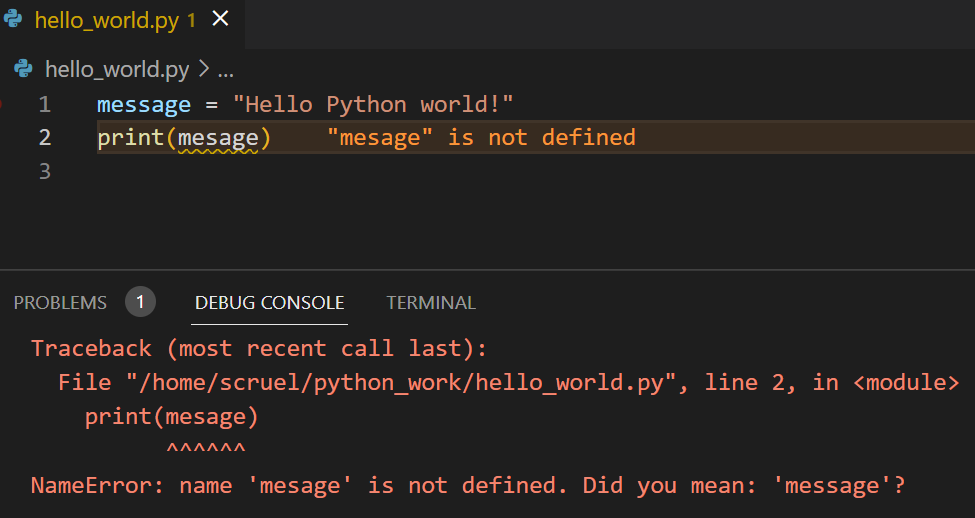 hello_world.py 1 ×
hello_world.py > ...
1 message = "Hello Python world!"
2 print(mesage) "mesage" is not defined
3
PROBLEMS 1 DEBUG CONSOLE TERMINAL
Traceback (most recent call last):
File "/home/scruel/python_work/hello_world.py", line 2, in <module>
print(mesage)
^^^^^^
NameError: name 'mesage' is not defined. Did you mean: 'message'?